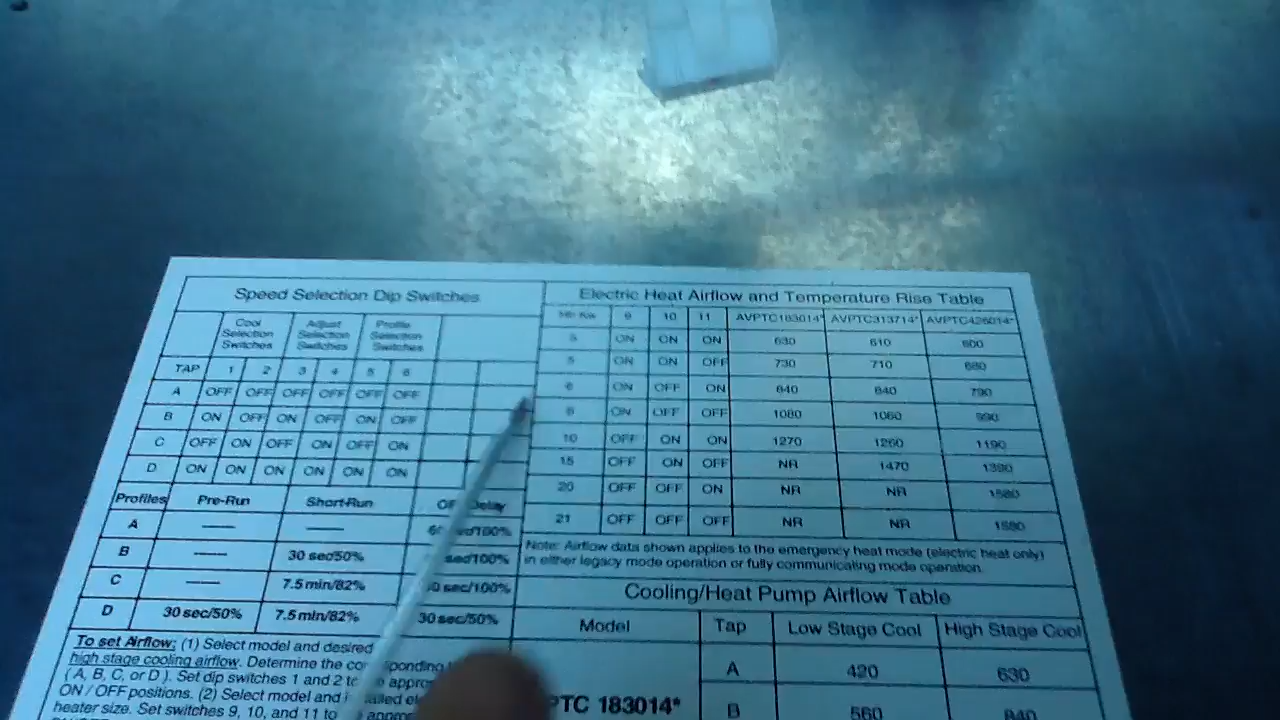 Speed Selection Dip Switches
Cool Selection Switches
Adjust Selection Switches
Profile Selection Switches
TAP 1 2 3 4 5 6
A OFF OFF OFF OFF OFF OFF
B ON OFF ON OFF ON OFF
C OFF ON OFF ON OFF ON
D ON ON ON ON ON ON
Profiles Pre-Run Short-Run Delay
A —— ——
B —— 30 sec/50% sec/100%
C —— 7.5 min/82% sec/100%
D 30 sec/50% 7.5 min/82% 30 sec/50%
To set Airflow: (1) Select model and desired
high stage cooling airflow. Determine the
( A, B, C, or D ). Set dip switches 1 and 2
ON / OFF positions. (2) Select model and
heater size. Set switches 9, 10, and 11 to
Electric Heat Airflow and Temperature Rise Table
9 10 11 AVPTC183014* AVPTC313714* AVPTC426014*
ON ON ON 630 610 600
5 ON ON OFF 730 710 680
6 ON OFF ON 840 840 790
ON OFF OFF 1080 1060 990
10 OFF ON ON 1270 1260 1190
15 OFF ON OFF NR 1470 1390
20 OFF OFF ON NR NR 1580
21 OFF OFF OFF NR NR 1580
Note: Airflow data shown applies to the emergency heat mode (electric heat only)
in either legacy mode operation or fully communicating mode operation.
Cooling/Heat Pump Airflow Table
Model Tap Low Stage Cool High Stage Cool
PTC 183014* A 420 630
B 560 840